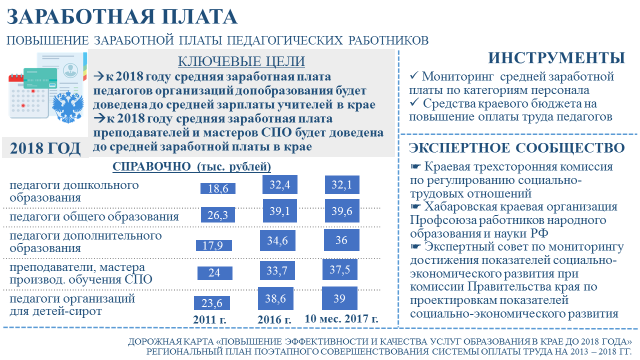 ЗАРАБОТНАЯ ПЛАТА
ПОВЫШЕНИЕ ЗАРАБОТНОЙ ПЛАТЫ ПЕДАГОГИЧЕСКИХ РАБОТНИКОВ
2018 ГОД
КЛЮЧЕВЫЕ ЦЕЛИ
→к 2018 году средняя заработная плата
педагогов организаций допобразования будет
доведена до средней зарплаты учителей в крае
→к 2018 году средняя заработная плата
преподавателей и мастеров СПО будет доведена
до средней заработной платы в крае
СПРАВОЧНО (тыс. рублей)
педагоги дошкольного
образования
18,6 32,4 32,1
педагоги общего образования 26,3 39,1 39,6
педагоги дополнительного
образования
17,9 34,6 36
преподаватели, мастера
производ. обучения СПО
24 33,7 37,5
педагоги организаций
для детей-сирот
23,6 38,6 39
2011 г. 2016 г. 10 мес. 2017 г.
ИНСТРУМЕНТЫ
✓ Мониторинг средней заработной
платы по категориям персонала
✓ Средства краевого бюджета на
повышение оплаты труда педагогов
ЭКСПЕРТНОЕ СООБЩЕСТВО
☛ Краевая трехсторонняя комиссия
по регулированию социально-
трудовых отношений
☛ Хабаровская краевая организация
Профсоюза работников народного
образования и науки РФ
☛ Экспертный совет по мониторингу
достижения показателей социально-
экономического развития при
комиссии Правительства края по
проектировкам показателей
социально-экономического развития
ДОРОЖНАЯ КАРТА «ПОВЫШЕНИЕ ЭФФЕКТИВНОСТИ И КАЧЕСТВА УСЛУГ ОБРАЗОВАНИЯ В КРАЕ ДО 2018 ГОДА»
РЕГИОНАЛЬНЫЙ ПЛАН ПОЭТАПНОГО СОВЕРШЕНСТВОВАНИЯ СИСТЕМЫ ОПЛАТЫ ТРУДА НА 2013 – 2018 ГГ.